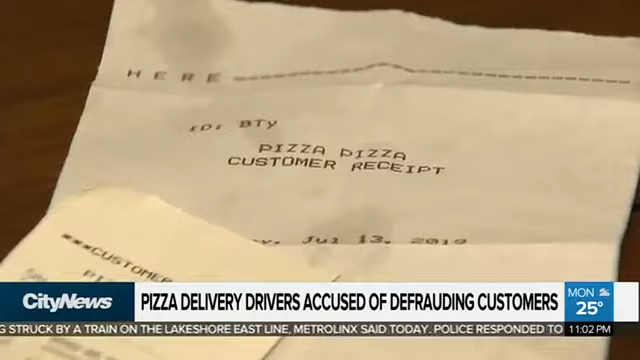 HERE
ID: BTY
PIZZA PIZZA
CUSTOMER RECEIPT
Jul 13, 2019
***CUSTOMER
CityNews
PIZZA DELIVERY DRIVERS ACCUSED OF DEFRAUDING CUSTOMERS
MON
25°
G STRUCK BY A TRAIN ON THE LAKESHORE EAST LINE, METROLINX SAID TODAY. POLICE RESPONDED TO
11:02 PM